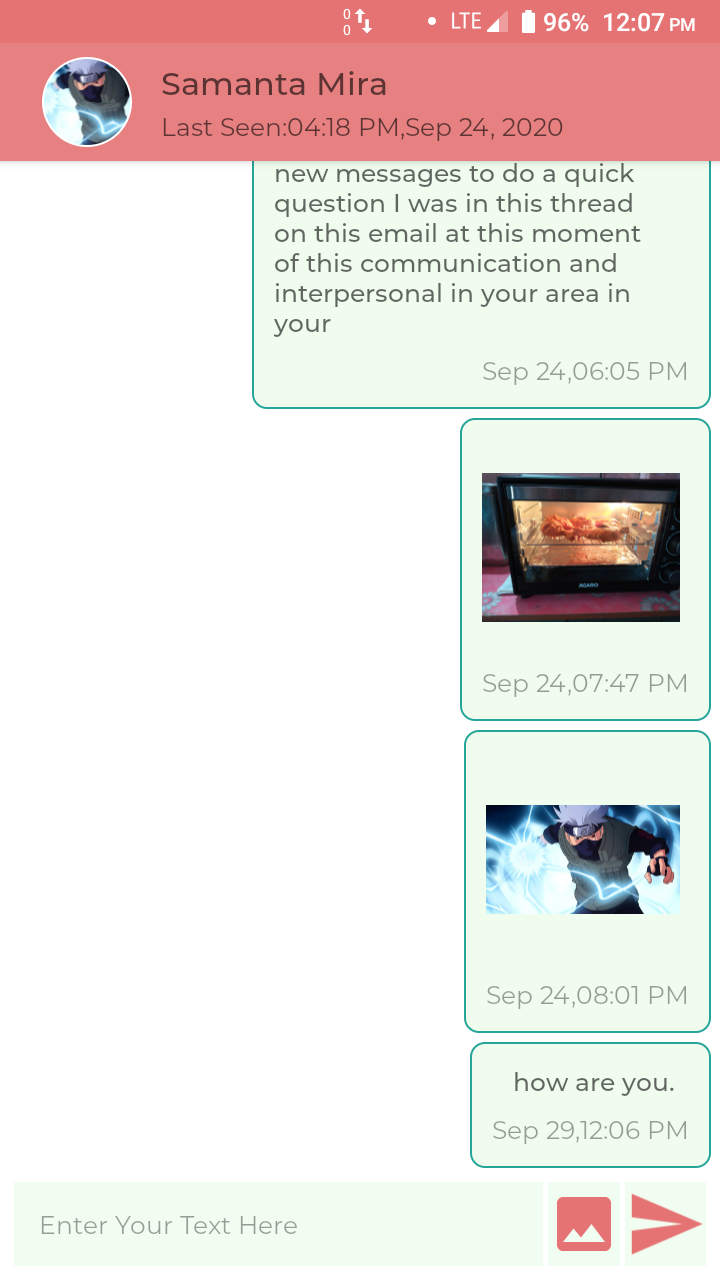 0
0
LTE 96% 12:07 PM
Samanta Mira
Last Seen:04:18 PM,Sep 24, 2020
new messages to do a quick
question I was in this thread
on this email at this moment
of this communication and
interpersonal in your area in
your
Sep 24,06:05 PM
AGARO
Sep 24,07:47 PM
Sep 24,08:01 PM
how are you.
Sep 29,12:06 PM
Enter Your Text Here